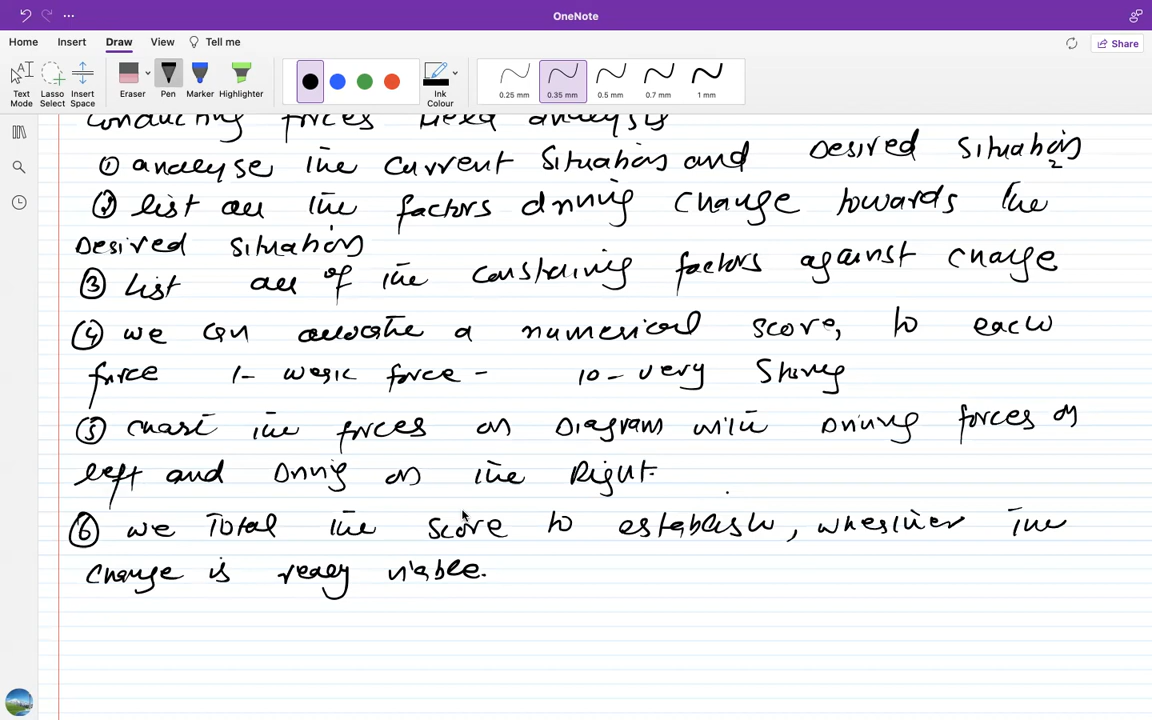 OneNote
Home Insert Draw View Tell me
Share
Text Mode
Lasso Select
Insert Space
Eraser
Pen
Marker
Highlighter
Ink Colour
0.25 mm
0.35 mm
0.5 mm
0.7 mm
1 mm
Conducting forces field analysis
① analyse the current situation and Desired situation
② list all the factors driving change towards the
Desired situation
③ List all of the constraining factors against change
④ we can allocate a numerical score, to each
force 1- weak force - 10 - very Strong
⑤ chart the forces on Diagram with Driving forces on
left and Driving on the Right.
⑥ we Total the score to establish, whether the
change is really viable.